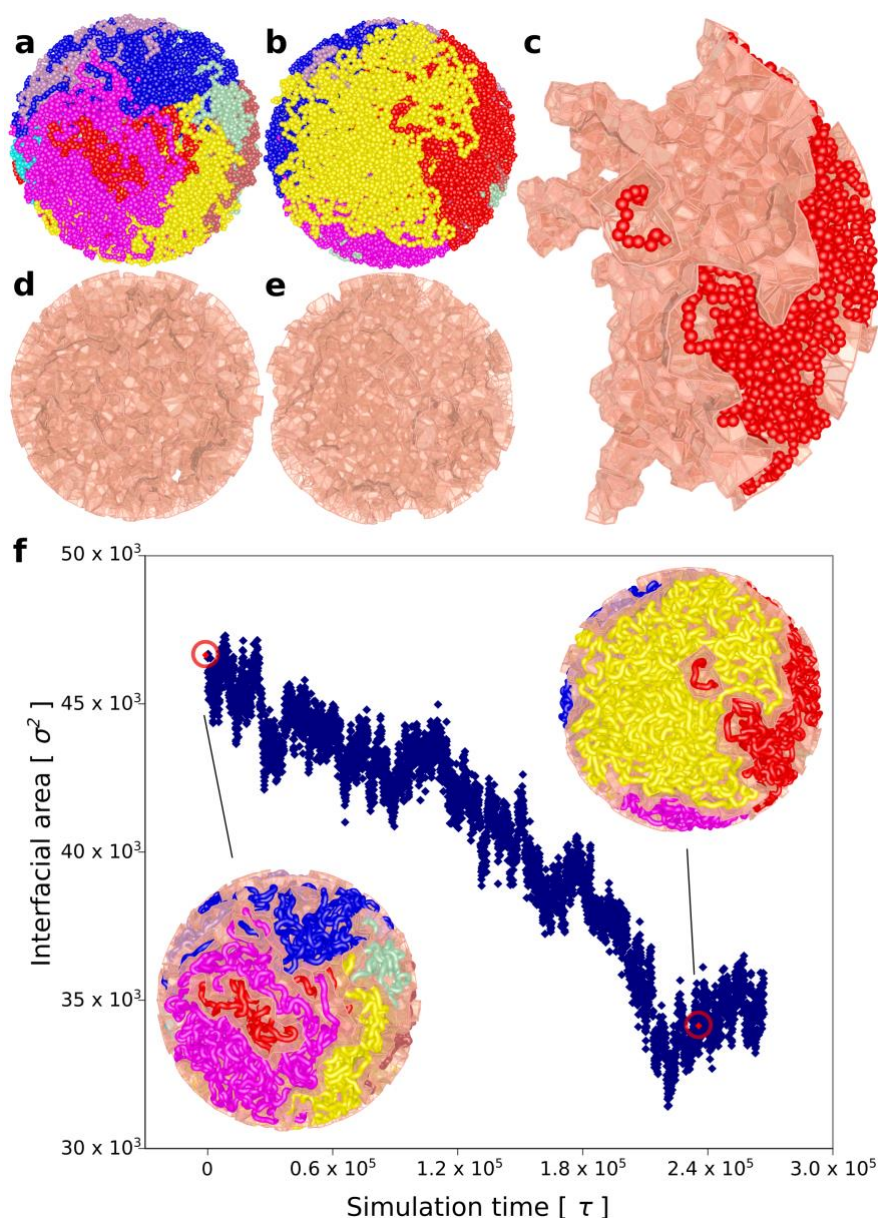 a
b
c
d
e
f
50 x 10³
45 x 10³
40 x 10³
35 x 10³
30 x 10³
Interfacial area [ σ² ]
0
0.6 x 10⁵
1.2 x 10⁵
1.8 x 10⁵
2.4 x 10⁵
3.0 x 10⁵
Simulation time [ τ ]